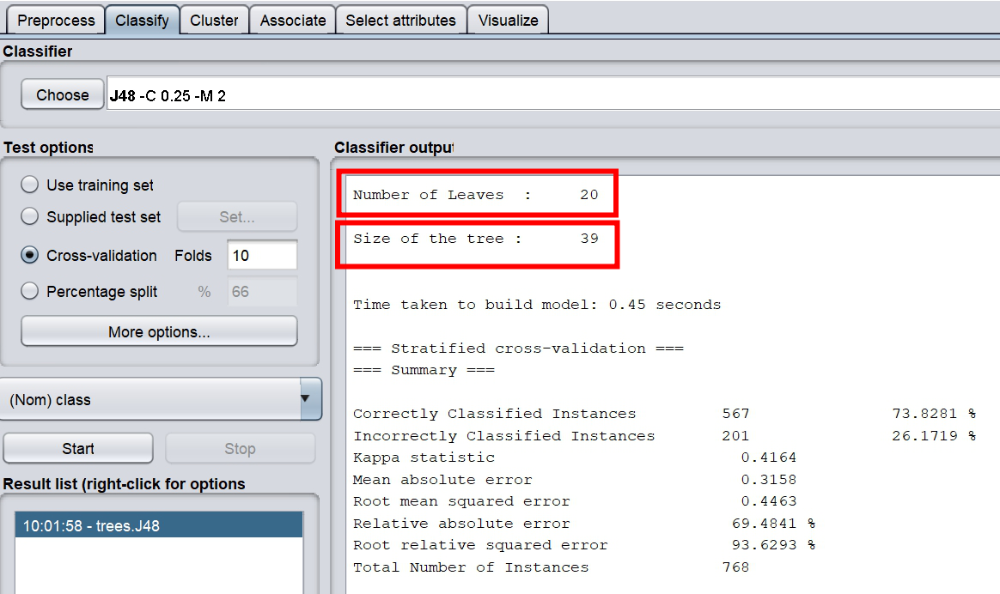 Preprocess Classify Cluster Associate Select attributes Visualize
Classifier
Choose J48 -C 0.25 -M 2
Test options
Use training set
Supplied test set Set...
Cross-validation Folds 10
Percentage split % 66
More options...
(Nom) class
Start Stop
Result list (right-click for options
10:01:58 - trees.J48
Classifier output
Number of Leaves : 20
Size of the tree : 39
Time taken to build model: 0.45 seconds
=== Stratified cross-validation ===
=== Summary ===
Correctly Classified Instances 567 73.8281 %
Incorrectly Classified Instances 201 26.1719 %
Kappa statistic 0.4164
Mean absolute error 0.3158
Root mean squared error 0.4463
Relative absolute error 69.4841 %
Root relative squared error 93.6293 %
Total Number of Instances 768